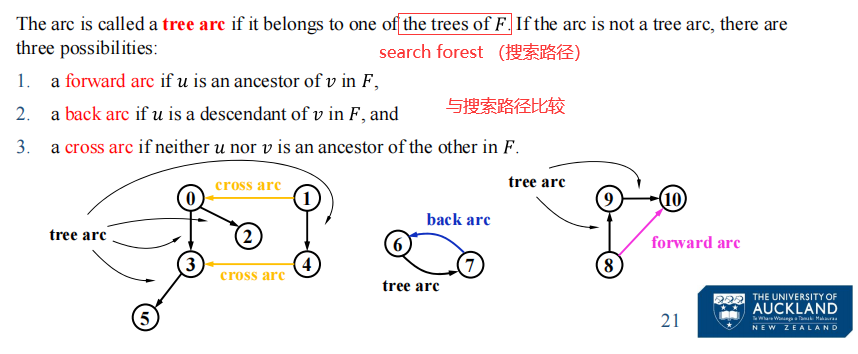 The arc is called a tree arc if it belongs to one of the trees of F. If the arc is not a tree arc, there are
three possibilities:
search forest （搜索路径）
1. a forward arc if u is an ancestor of v in F,
2. a back arc if u is a descendant of v in F, and
与搜索路径比较
3. a cross arc if neither u nor v is an ancestor of the other in F.
cross arc
tree arc
0
1
9
10
2
back arc
tree arc
6
forward arc
3
4
7
8
cross arc
tree arc
5
21
THE UNIVERSITY OF
AUCKLAND
Te Whare Wānanga o Tāmaki Makaurau
NEW ZEALAND